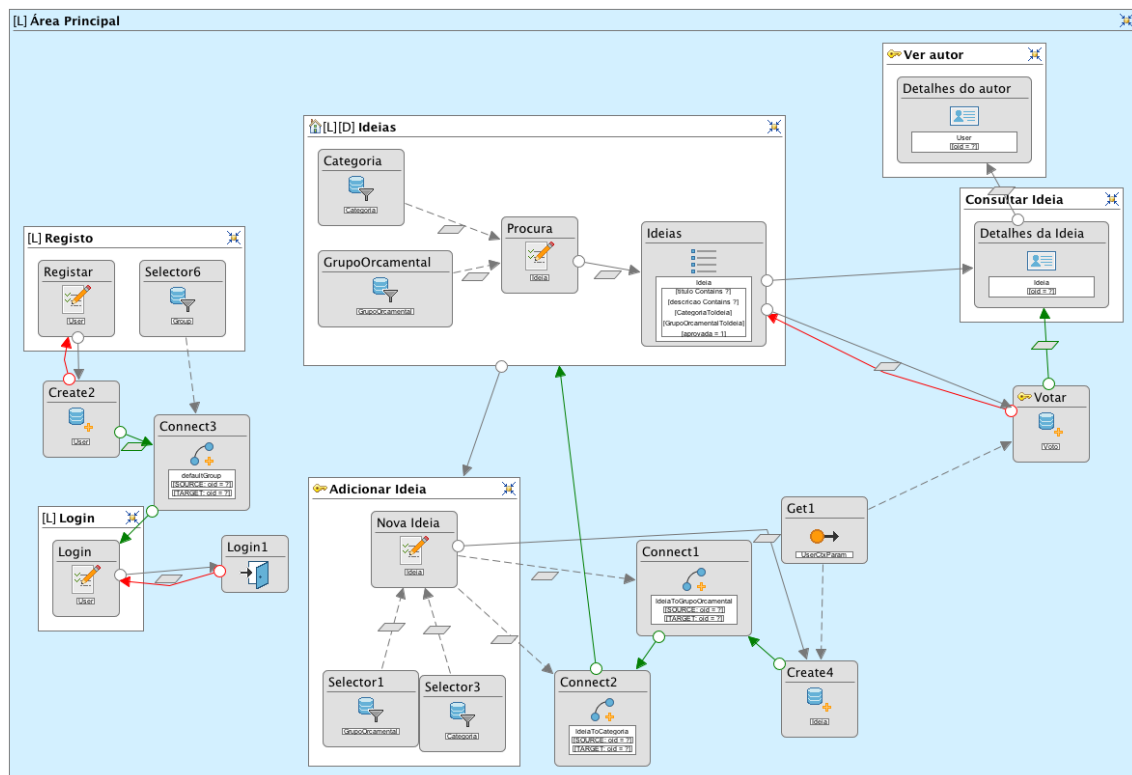 [L] Área Principal
Ver autor
Detalhes do autor
User
[oid = ?]
[L][D] Ideias
Categoria
Categoria
GrupoOrcamental
GrupoOrcamental
Procura
Ideia
Ideias
Ideia
[titulo Contains ?]
[descricao Contains ?]
[CategoriaToIdeia]
[GrupoOrcamentalToIdeia]
[aprovada = 1]
Consultar Ideia
Detalhes da Ideia
Ideia
[oid = ?]
[L] Registo
Registar
User
Selector6
Group
Create2
User
Connect3
defaultGroup
[SOURCE: oid = ?]
[TARGET: oid = ?]
Votar
Voto
[L] Login
Login
User
Login1
Adicionar Ideia
Nova Ideia
Ideia
Selector1
GrupoOrcamental
Selector3
Categoria
Connect1
IdeiaToGrupoOrcamental
[SOURCE: oid = ?]
[TARGET: oid = ?]
Get1
UserCtxParam
Connect2
IdeiaToCategoria
[SOURCE: oid = ?]
[TARGET: oid = ?]
Create4
Ideia